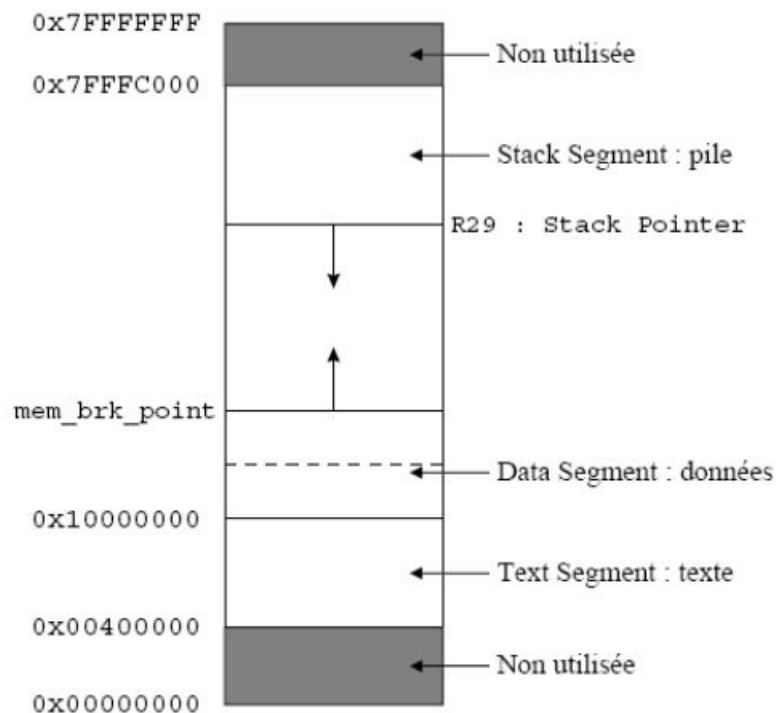 0x7FFFFFFF
Non utilisée
0x7FFFC000
Stack Segment : pile
R29 : Stack Pointer
mem_brk_point
Data Segment : données
0x10000000
Text Segment : texte
0x00400000
Non utilisée
0x00000000